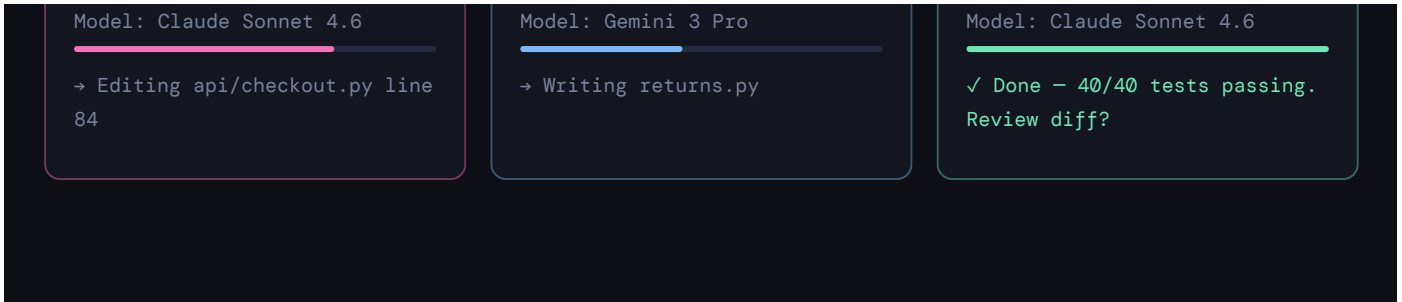 Model: Claude Sonnet 4.6
→ Editing api/checkout.py line
84
Model: Gemini 3 Pro
→ Writing returns.py
Model: Claude Sonnet 4.6
✓ Done — 40/40 tests passing.
Review diff?